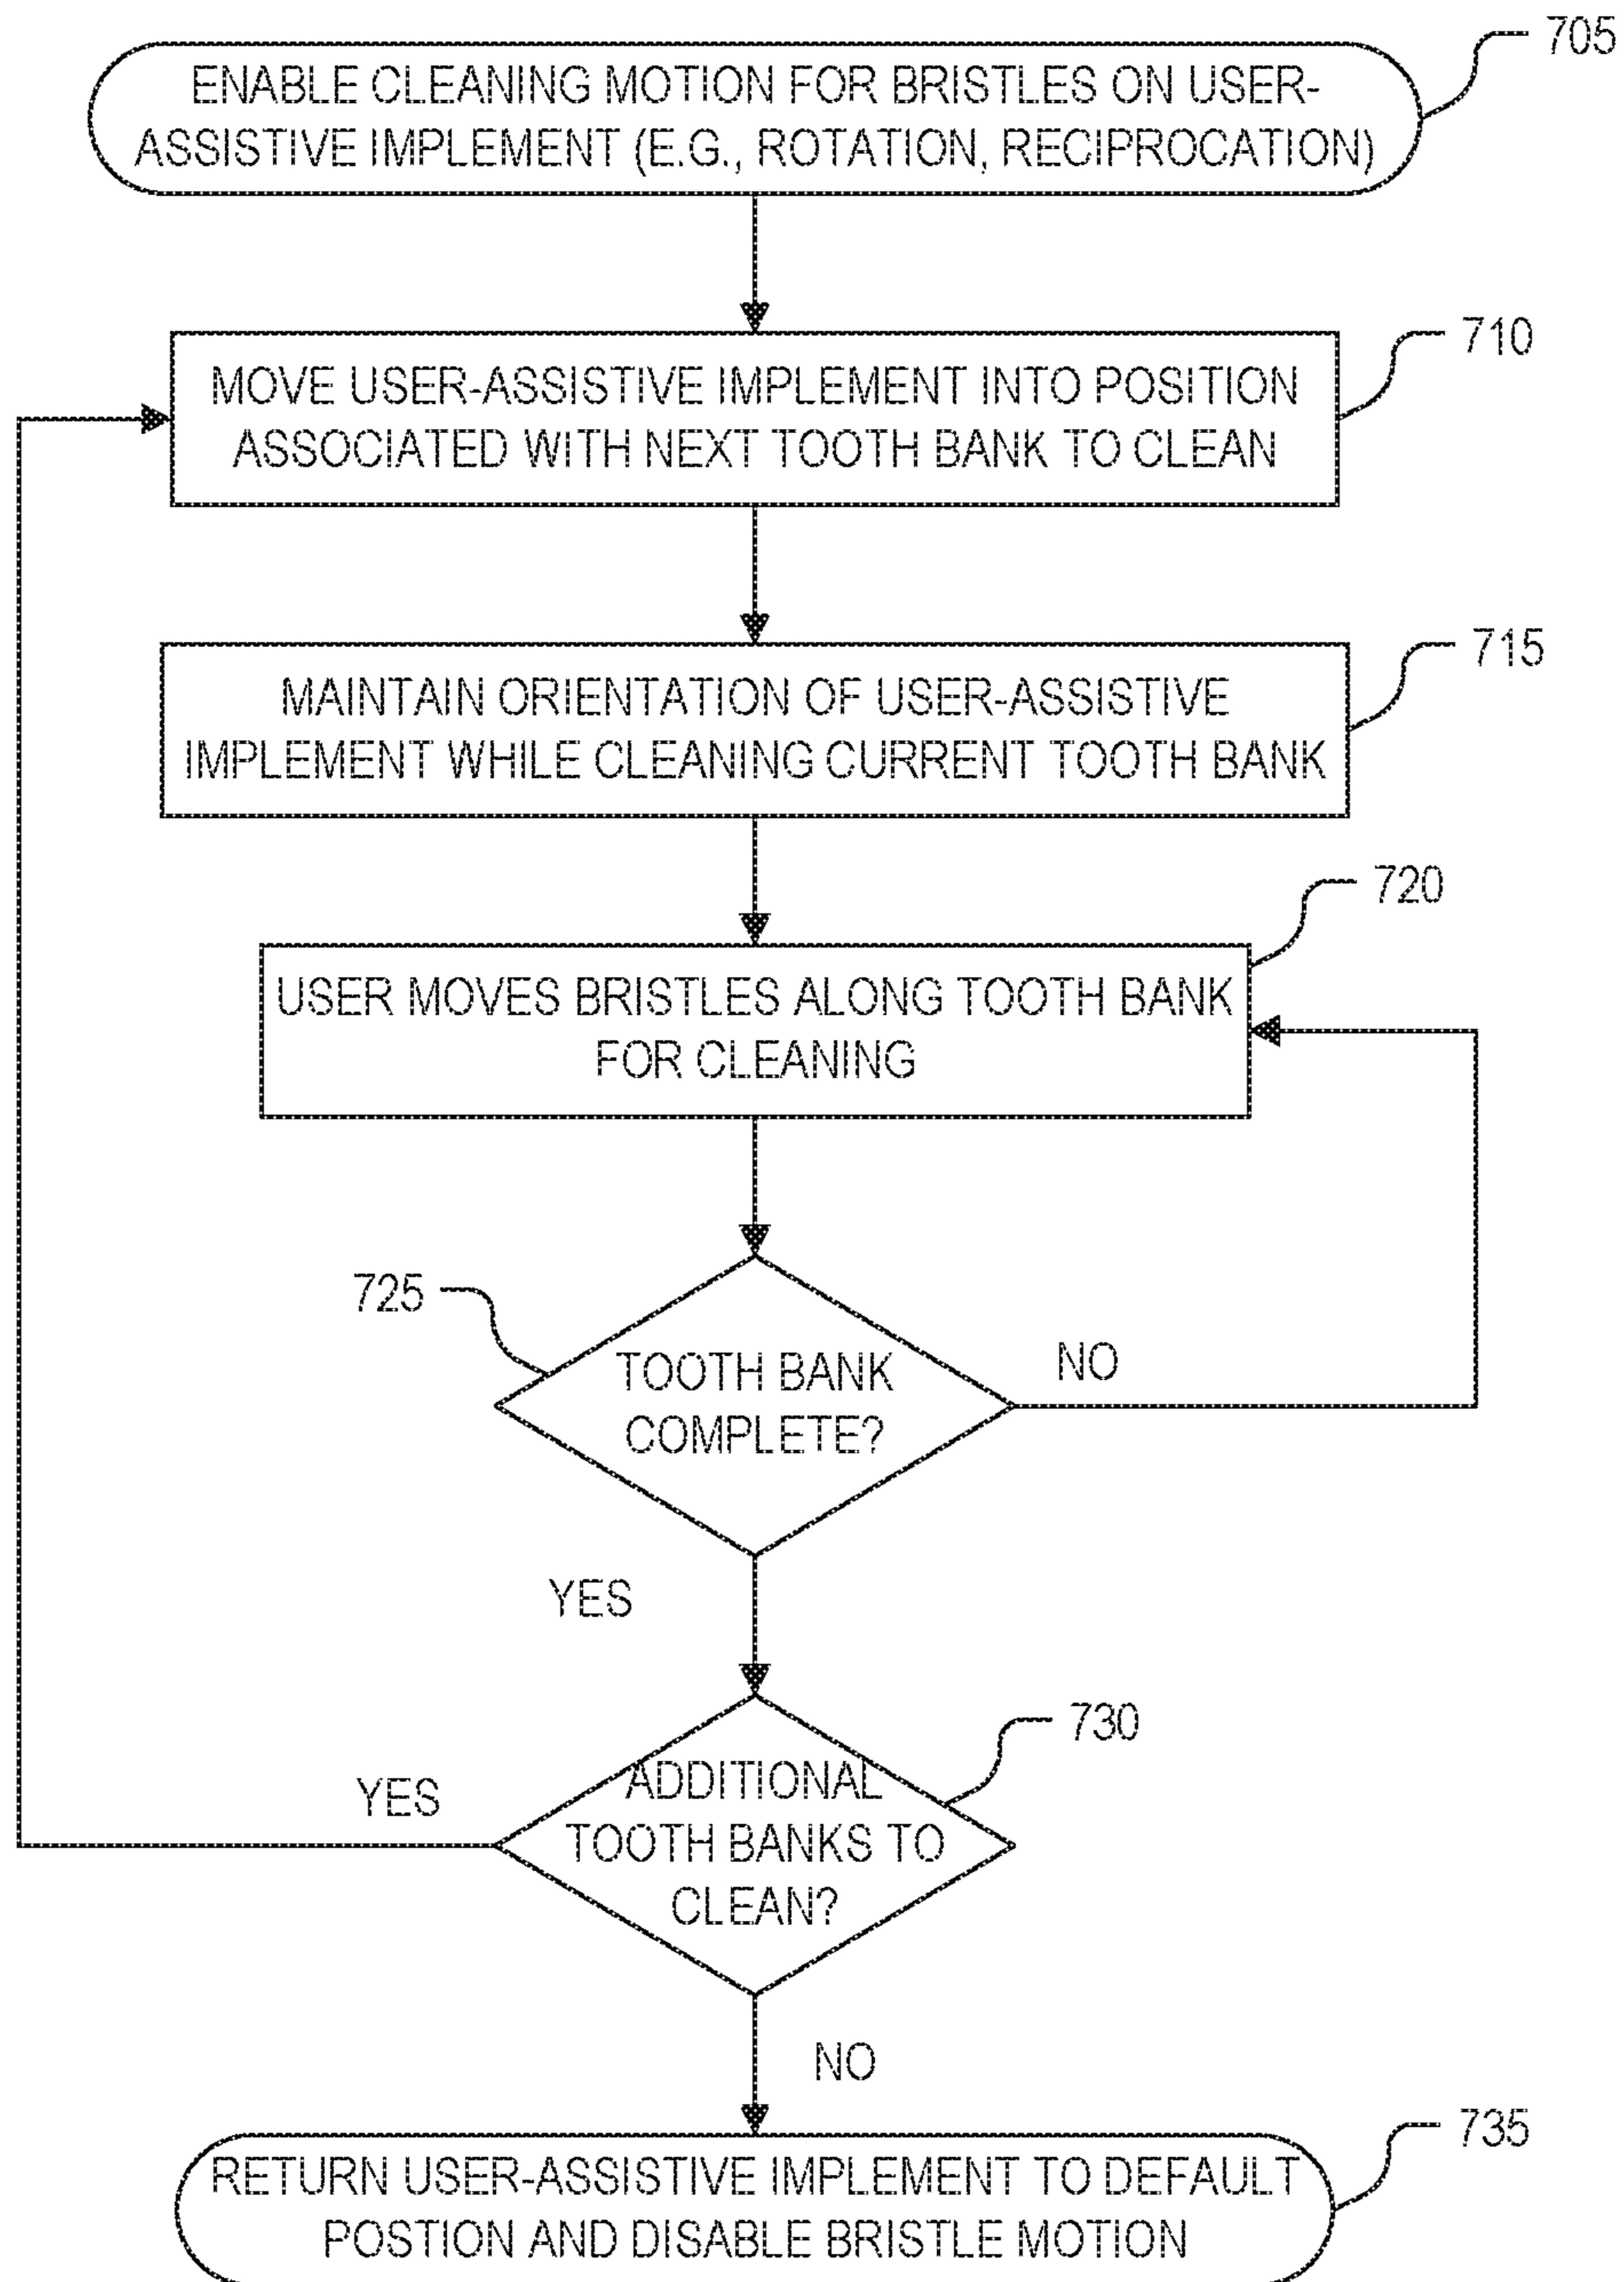 705
ENABLE CLEANING MOTION FOR BRISTLES ON USER-
ASSISTIVE IMPLEMENT (E.G., ROTATION, RECIPROCATION)
710
MOVE USER-ASSISTIVE IMPLEMENT INTO POSITION
ASSOCIATED WITH NEXT TOOTH BANK TO CLEAN
715
MAINTAIN ORIENTATION OF USER-ASSISTIVE
IMPLEMENT WHILE CLEANING CURRENT TOOTH BANK
720
USER MOVES BRISTLES ALONG TOOTH BANK
FOR CLEANING
725
TOOTH BANK
COMPLETE?
NO
YES
730
ADDITIONAL
TOOTH BANKS TO
CLEAN?
YES
NO
735
RETURN USER-ASSISTIVE IMPLEMENT TO DEFAULT
POSTION AND DISABLE BRISTLE MOTION